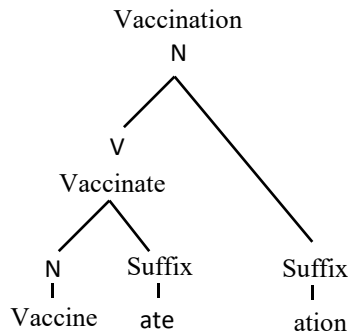 Vaccination
N
V
Vaccinate
N Suffix Suffix
Vaccine ate ation